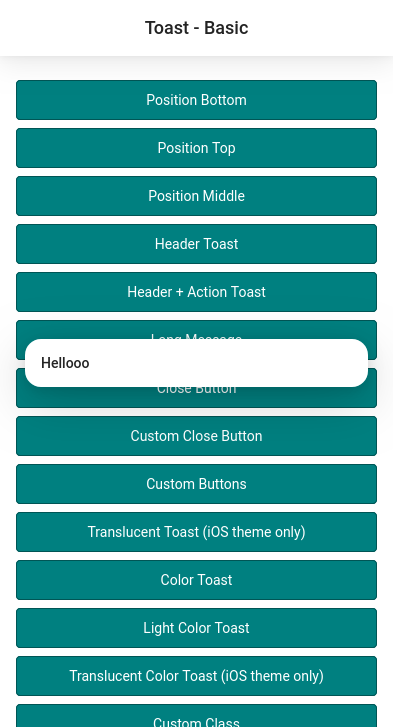 Toast - Basic
Position Bottom
Position Top
Position Middle
Header Toast
Header + Action Toast
Long Message
Hellooo
Close Button
Custom Close Button
Custom Buttons
Translucent Toast (iOS theme only)
Color Toast
Light Color Toast
Translucent Color Toast (iOS theme only)
Custom Class